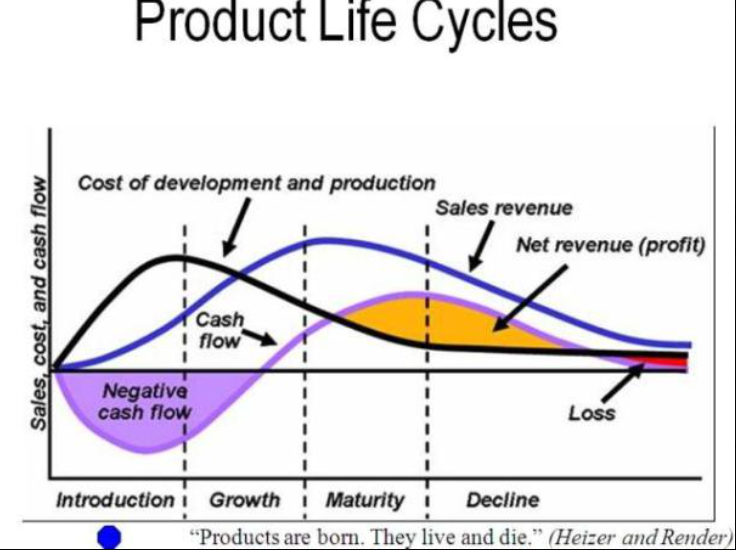 Product Life Cycles
Sales, cost, and cash flow
Cost of development and production
Sales revenue
Net revenue (profit)
Cash
flow
Negative
cash flow
Loss
Introduction
Growth
Maturity
Decline
“Products are born. They live and die.” (Heizer and Render)